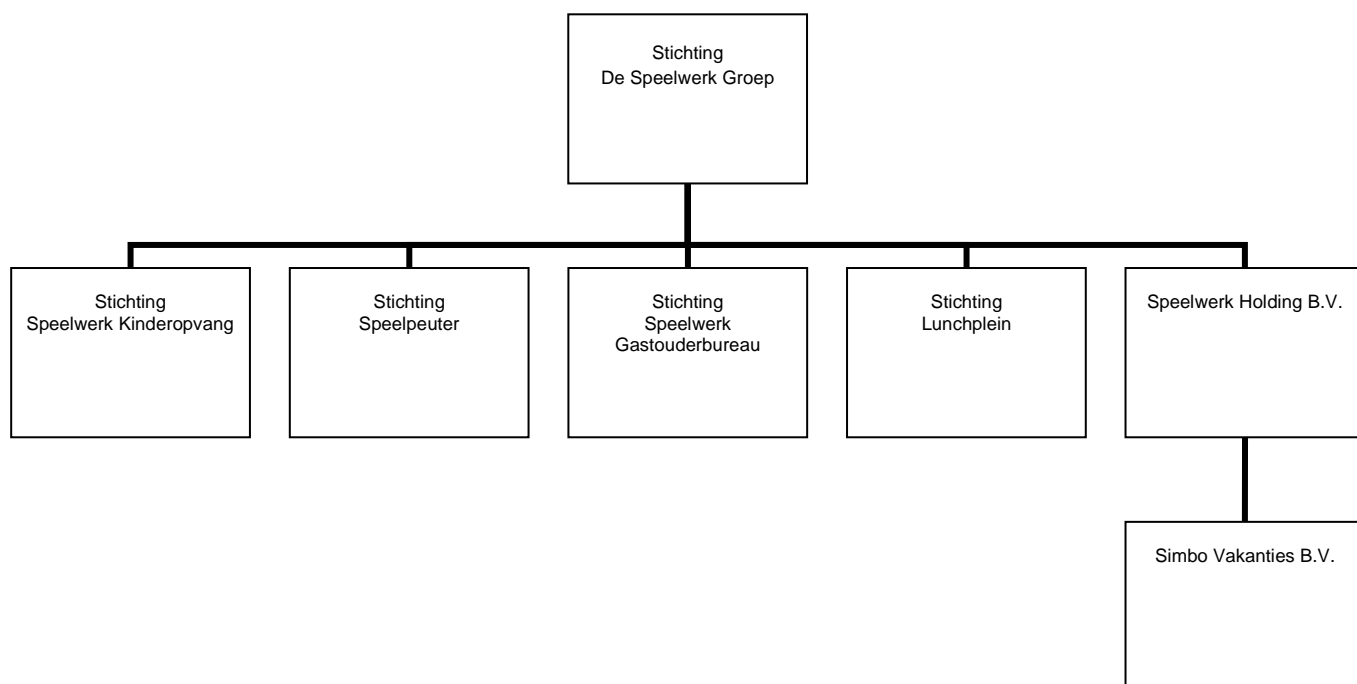 Stichting
De Speelwerk Groep
Stichting
Speelwerk Kinderopvang
Stichting
Speelpeuter
Stichting
Speelwerk
Gastouderbureau
Stichting
Lunchplein
Speelwerk Holding B.V.
Simbo Vakanties B.V.